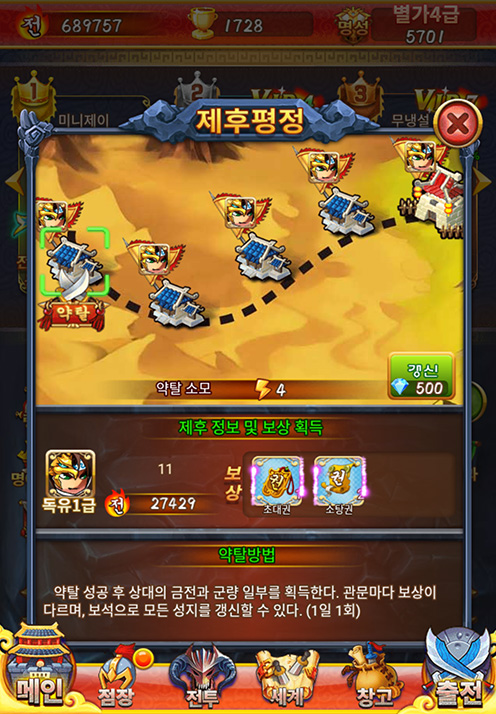 전 689757
1728
명성
별가4급
5701
1
2
3
미니제이
무냉설
제후평정
약탈
약탈 소모 4
갱신
500
제후 정보 및 보상 획득
11
독유1급
전 27429
보상
권
초대권
권
소탕권
약탈방법
약탈 성공 후 상대의 금전과 군량 일부를 획득한다. 관문마다 보상이
다르며, 보석으로 모든 성지를 갱신할 수 있다. (1일 1회)
메인
점장
전투
세계
창고
출전